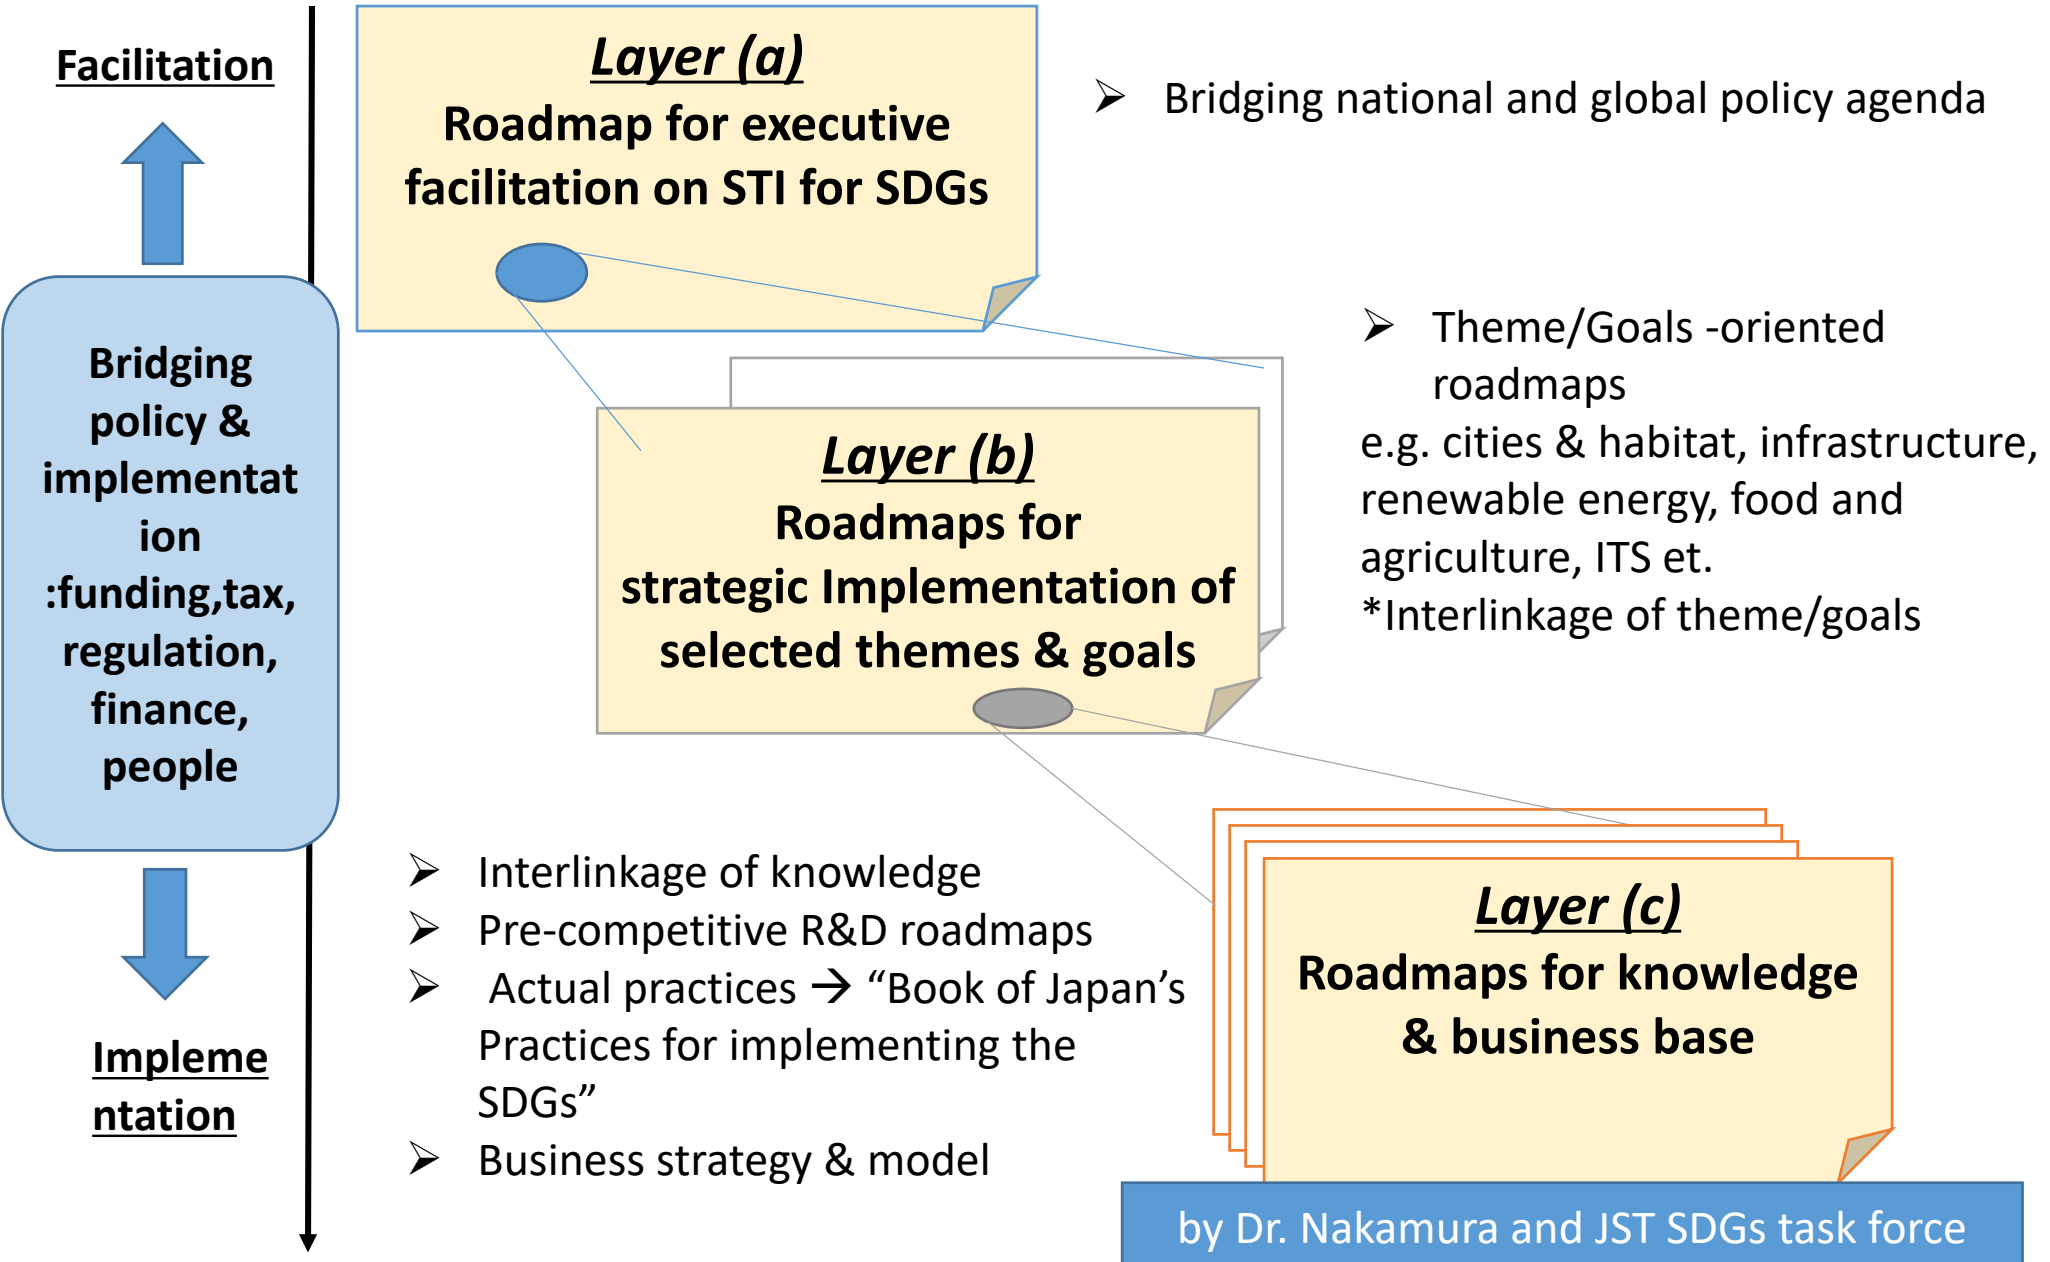 Facilitation
Bridging
policy &
implementat
ion
:funding,tax,
regulation,
finance,
people
Impleme
ntation
Layer (a)
Roadmap for executive
facilitation on STI for SDGs
➢ Bridging national and global policy agenda
Layer (b)
Roadmaps for
strategic Implementation of
selected themes & goals
➢ Theme/Goals -oriented
roadmaps
e.g. cities & habitat, infrastructure,
renewable energy, food and
agriculture, ITS et.
*Interlinkage of theme/goals
➢ Interlinkage of knowledge
➢ Pre-competitive R&D roadmaps
➢ Actual practices → “Book of Japan’s
Practices for implementing the
SDGs”
➢ Business strategy & model
Layer (c)
Roadmaps for knowledge
& business base
by Dr. Nakamura and JST SDGs task force